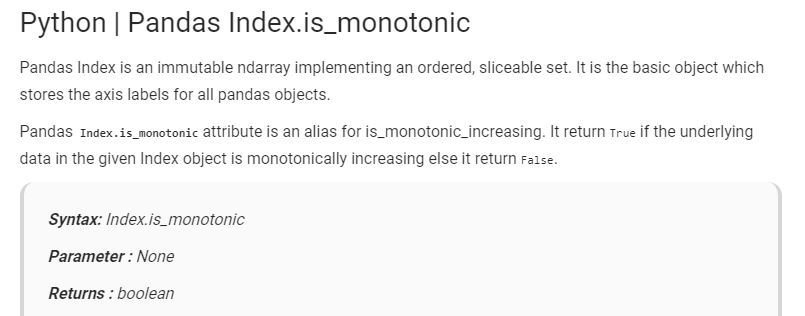 Python | Pandas Index.is_monotonic
Pandas Index is an immutable ndarray implementing an ordered, sliceable set. It is the basic object which
stores the axis labels for all pandas objects.
Pandas Index.is_monotonic attribute is an alias for is_monotonic_increasing. It return True if the underlying
data in the given Index object is monotonically increasing else it return False.
Syntax: Index.is_monotonic
Parameter : None
Returns : boolean